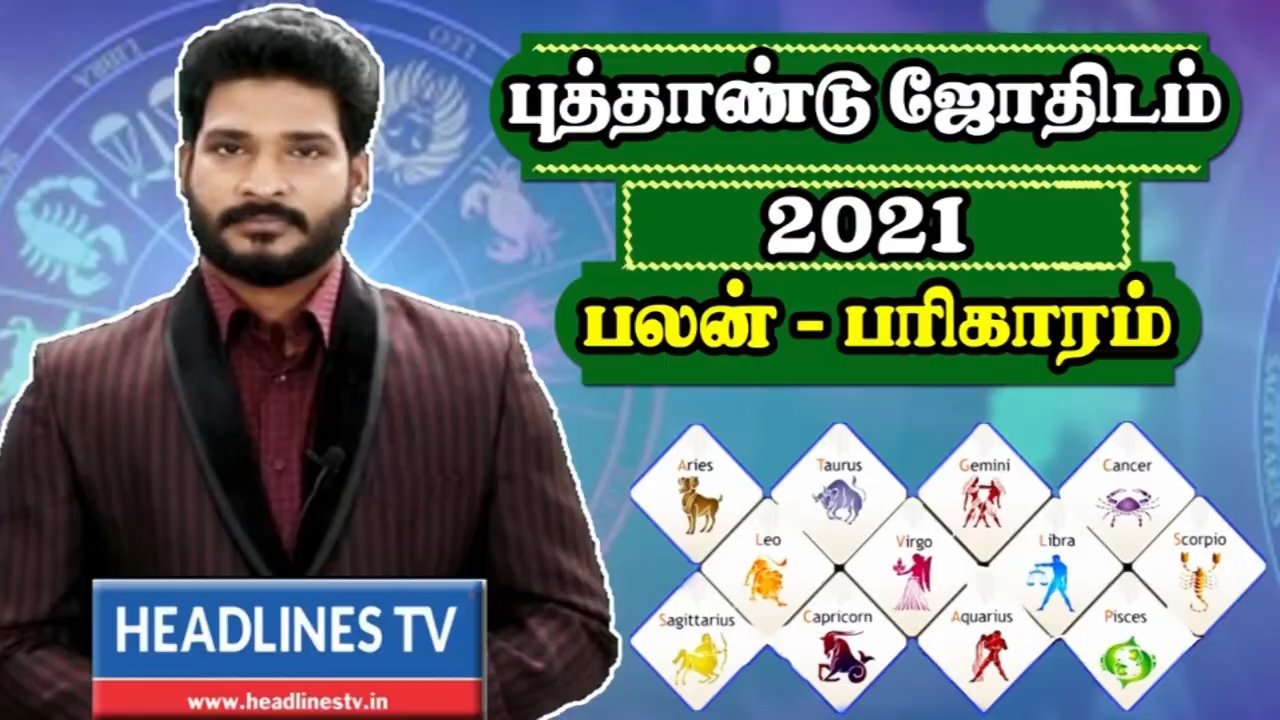 புத்தாண்டு ஜோதிடம்
2021
பலன் - பரிகாரம்
Aries
Taurus
Gemini
Cancer
Leo
Virgo
Libra
Scorpio
Sagittarius
Capricorn
Aquarius
Pisces
HEADLINES TV
www.headlinestv.in